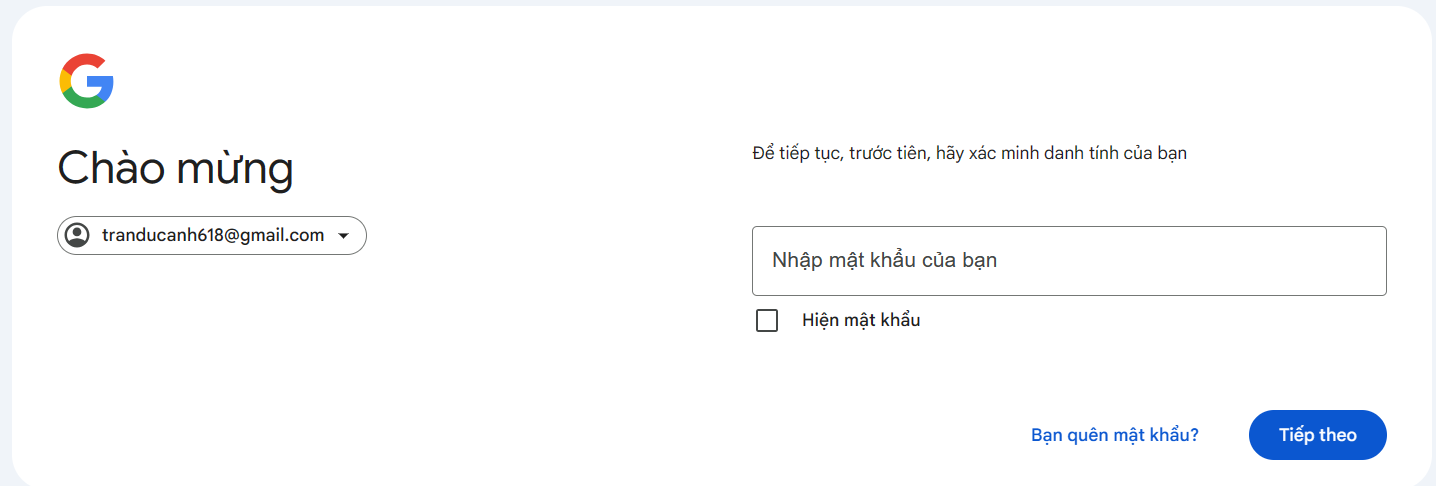 Chào mừng
tranducanh618@gmail.com
Để tiếp tục, trước tiên, hãy xác minh danh tính của bạn
Nhập mật khẩu của bạn
Hiện mật khẩu
Bạn quên mật khẩu?
Tiếp theo